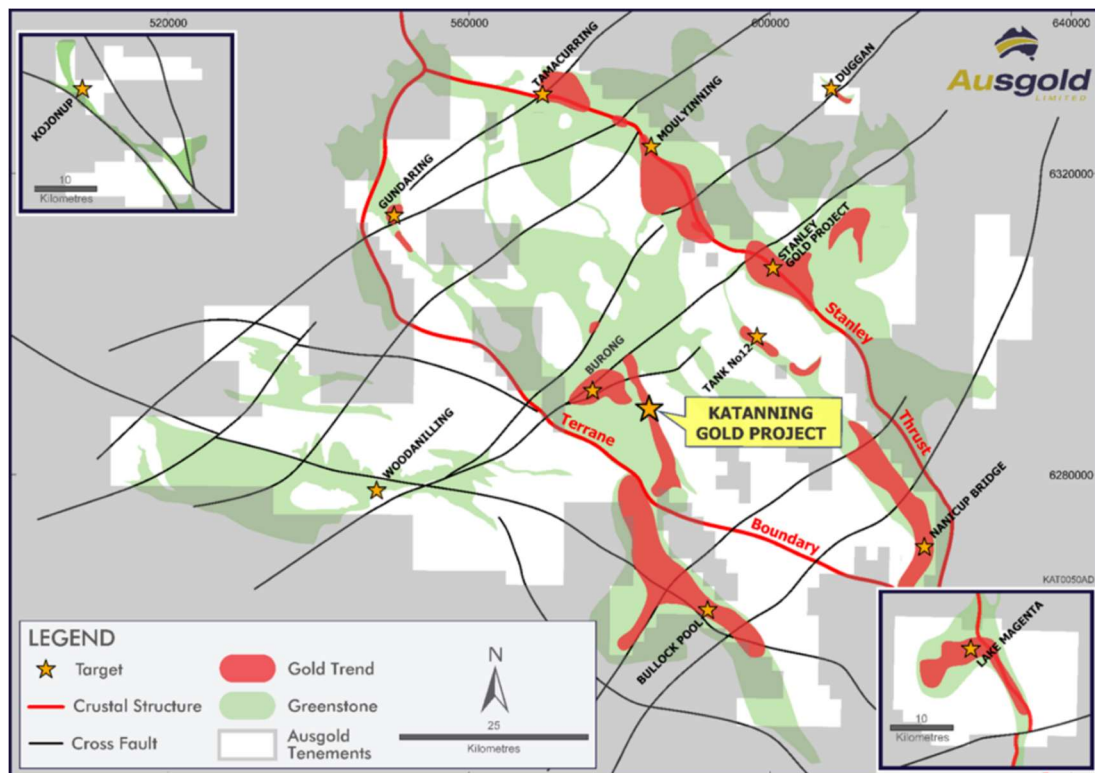 520000
560000
600000
640000
Ausgold
LIMITED
KOJONUP
10
Kilometres
TAMACURRING
DUGGAN
MOULYINNING
6320000
GUNDARING
STANLEY
GOLD PROJECT
Stanley
Thrust
BURONG
TANK No12
KATANNING
GOLD PROJECT
Terrane
Boundary
WOODANILLING
6280000
NANICUP BRIDGE
KAT0050AD
BULLOCK POOL
LEGEND
Target
Gold Trend
Crustal Structure
Greenstone
Cross Fault
Ausgold
Tenements
N
25
Kilometres
LAKE MAGENTA
10
Kilometres